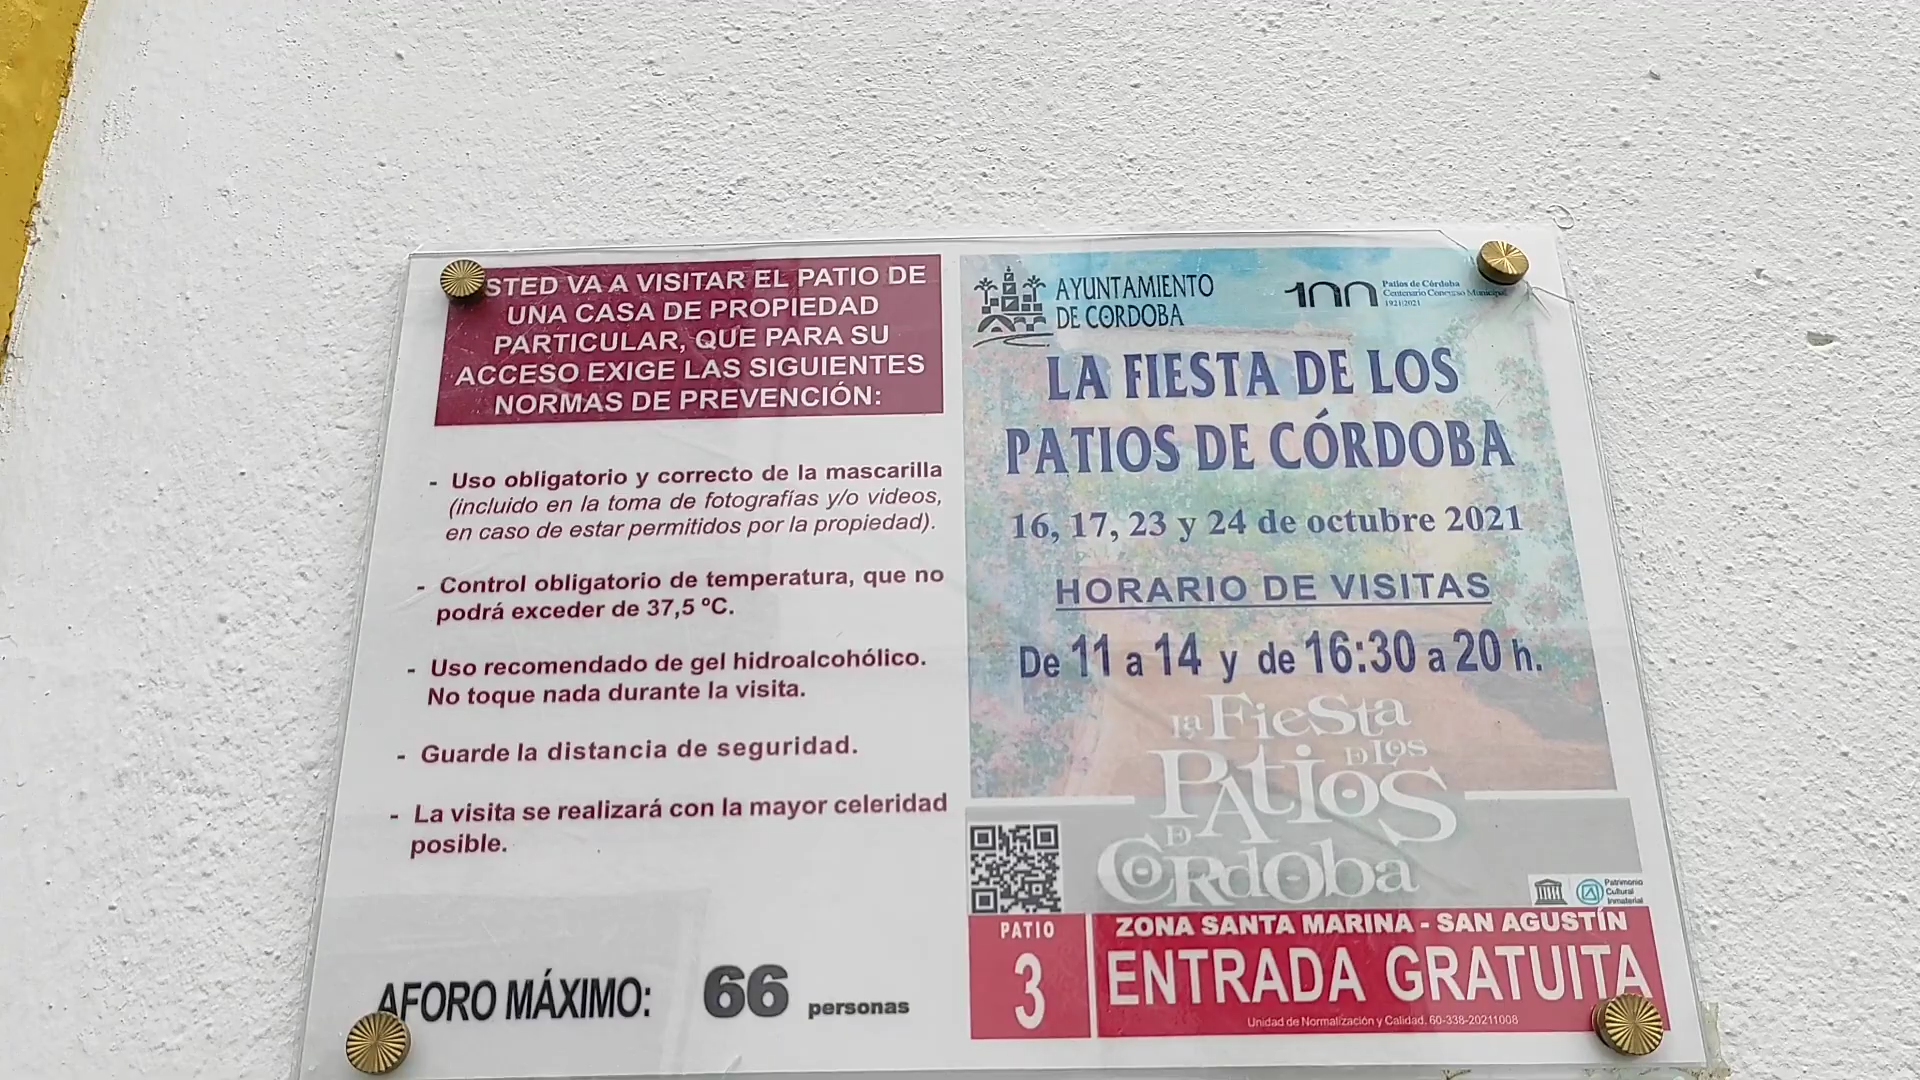 STED VA A VISITAR EL PATIO DE
UNA CASA DE PROPIEDAD
PARTICULAR, QUE PARA SU
ACCESO EXIGE LAS SIGUIENTES
NORMAS DE PREVENCIÓN:
- Uso obligatorio y correcto de la mascarilla
(incluido en la toma de fotografías y/o videos,
en caso de estar permitidos por la propiedad).
- Control obligatorio de temperatura, que no
podrá exceder de 37,5 ºC.
- Uso recomendado de gel hidroalcohólico.
No toque nada durante la visita.
- Guarde la distancia de seguridad.
- La visita se realizará con la mayor celeridad
posible.
AFORO MÁXIMO: 66 personas
AYUNTAMIENTO
DE CÓRDOBA
100
Patios de Córdoba
Centenario Concurso Municipal
1921/2021
LA FIESTA DE LOS
PATIOS DE CÓRDOBA
16, 17, 23 y 24 de octubre 2021
HORARIO DE VISITAS
De 11 a 14 y de 16:30 a 20 h.
la Fiesta
de los
Patios
de
Córdoba
Patrimonio
Cultural
Inmaterial
PATIO
3
ZONA SANTA MARINA - SAN AGUSTÍN
ENTRADA GRATUITA
Unidad de Normalización y Calidad. 60-338-20211008